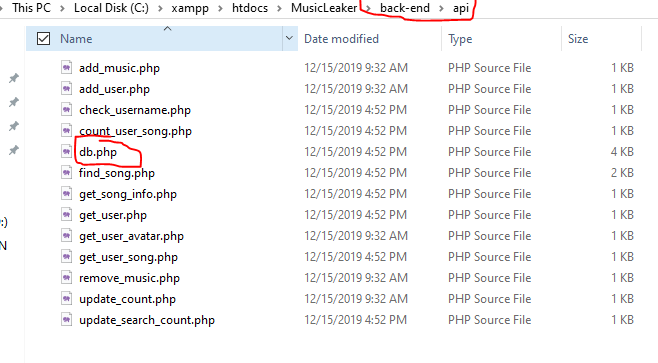 This PC > Local Disk (C:) > xampp > htdocs > MusicLeaker > back-end > api
Name Date modified Type Size
add_music.php 12/15/2019 9:32 AM PHP Source File 1 KB
add_user.php 12/15/2019 9:32 AM PHP Source File 1 KB
check_username.php 12/15/2019 4:52 PM PHP Source File 1 KB
count_user_song.php 12/15/2019 4:52 PM PHP Source File 1 KB
db.php 12/15/2019 4:52 PM PHP Source File 4 KB
find_song.php 12/15/2019 4:52 PM PHP Source File 2 KB
get_song_info.php 12/15/2019 4:52 PM PHP Source File 1 KB
get_user.php 12/15/2019 4:52 PM PHP Source File 1 KB
get_user_avatar.php 12/15/2019 9:32 AM PHP Source File 1 KB
:)
get_user_song.php 12/15/2019 4:52 PM PHP Source File 1 KB
N
remove_music.php 12/15/2019 9:32 AM PHP Source File 1 KB
update_count.php 12/15/2019 9:32 AM PHP Source File 1 KB
update_search_count.php 12/15/2019 4:52 PM PHP Source File 1 KB